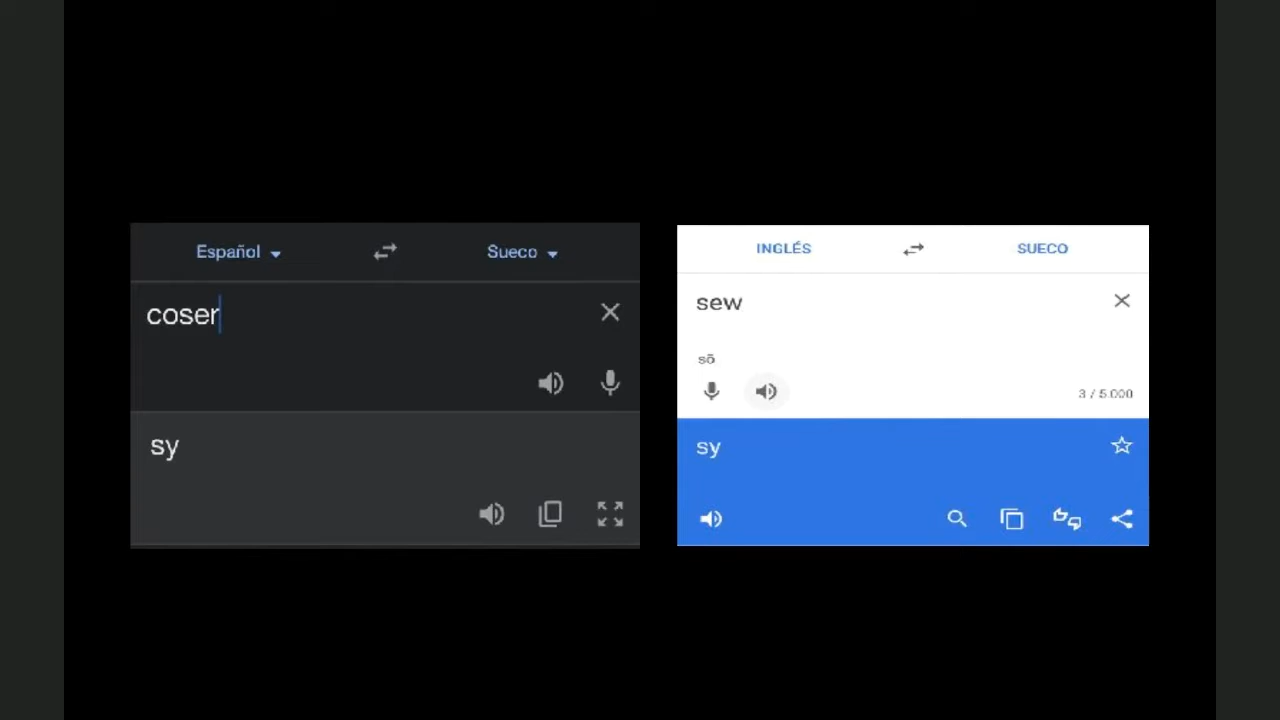 Español
Sueco
coser
sy
INGLÉS
SUECO
sew
sō
3 / 5.000
sy